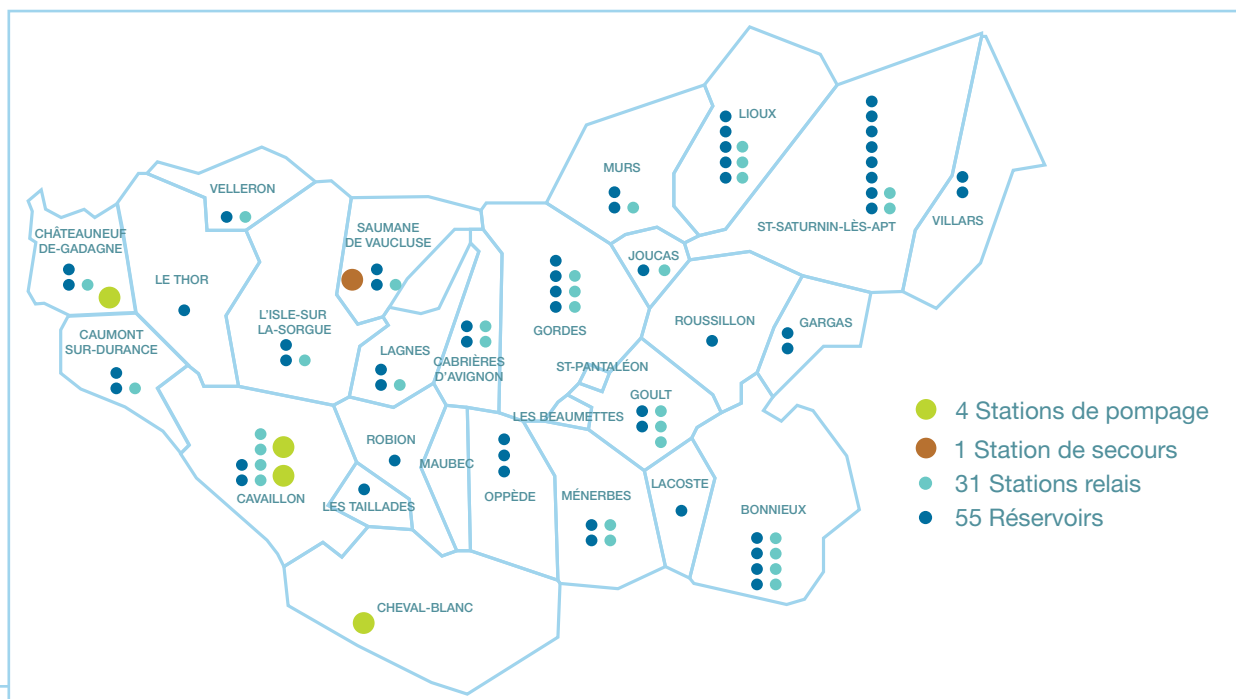 LIOUX
MURS
VELLERON
ST-SATURNIN-LÈS-APT
VILLARS
CHÂTEAUNEUF
DE-GADAGNE
SAUMANE
DE VAUCLUSE
JOUCAS
LE THOR
L'ISLE-SUR
LA-SORGUE
ROUSSILLON
GARGAS
CAUMONT
SUR-DURANCE
GORDES
LAGNES
CABRIÈRES
D'AVIGNON
ST-PANTALÉON
GOULT
LES BEAUMETTES
ROBION
MAUBEC
CAVAILLON
LES TAILLADES
OPPÈDE
MÉNERBES
LACOSTE
BONNIEUX
CHEVAL-BLANC
4 Stations de pompage
1 Station de secours
31 Stations relais
55 Réservoirs